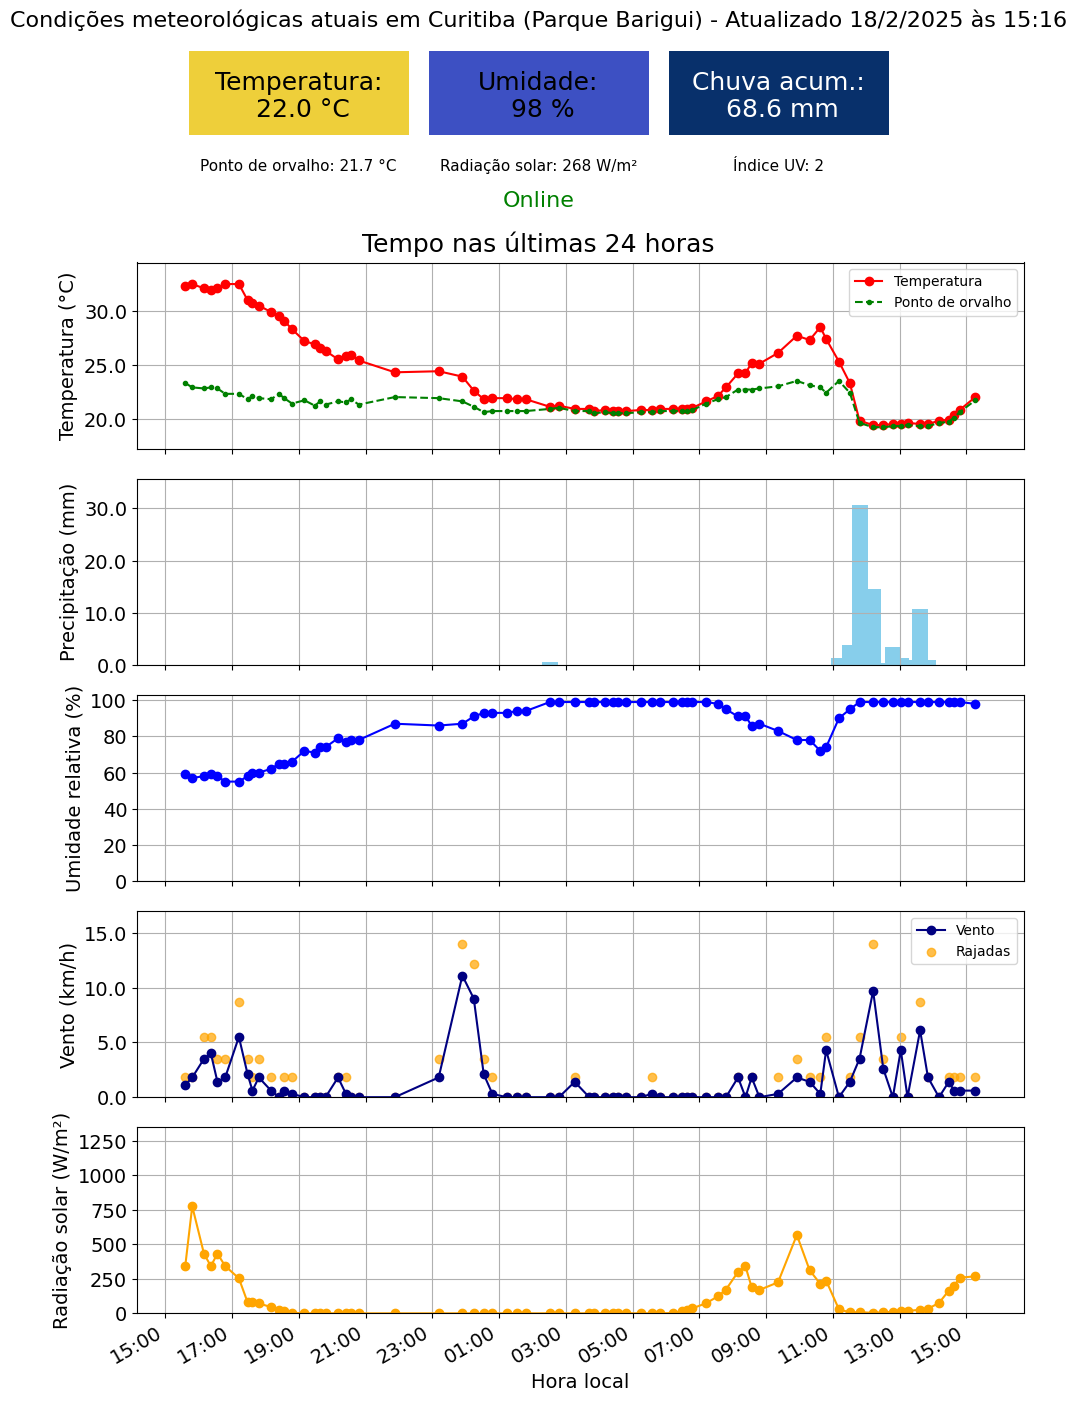 Condições meteorológicas atuais em Curitiba (Parque Barigui) - Atualizado 18/2/2025 às 15:16
Temperatura:
22.0 °C
Umidade:
98 %
Chuva acum.:
68.6 mm
Ponto de orvalho: 21.7 °C
Radiação solar: 268 W/m²
Índice UV: 2
Online
Tempo nas últimas 24 horas
Temperatura (°C)
30.0
25.0
20.0
Temperatura
Ponto de orvalho
Precipitação (mm)
30.0
20.0
10.0
0.0
Umidade relativa (%)
100
80
60
40
20
0
Vento (km/h)
15.0
10.0
5.0
0.0
Vento
Rajadas
Radiação solar (W/m²)
1250
1000
750
500
250
0
15:00
17:00
19:00
21:00
23:00
01:00
03:00
05:00
07:00
09:00
11:00
13:00
15:00
Hora local